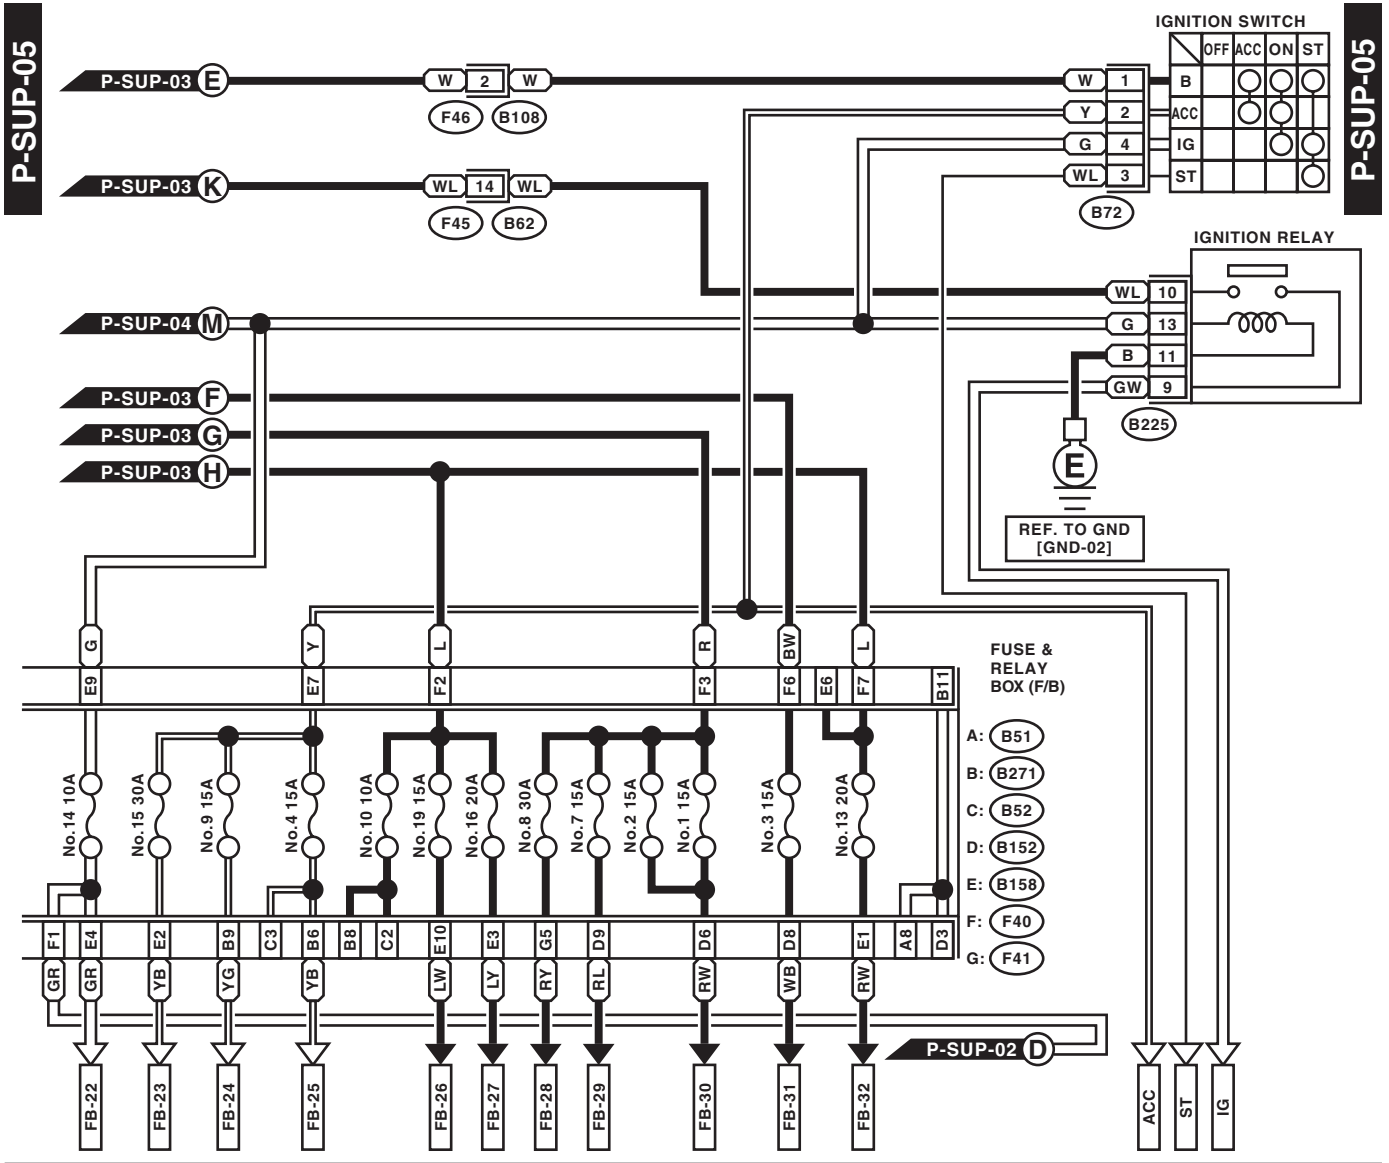 P-SUP-05
P-SUP-05
IGNITION SWITCH
OFF ACC ON ST
B
ACC
IG
ST
P-SUP-03 E
W 2 W
F46 B108
W 1
Y 2
G 4
WL 3
B72
P-SUP-03 K
WL 14 WL
F45 B62
IGNITION RELAY
WL 10
G 13
B 11
GW 9
B225
P-SUP-04 M
P-SUP-03 F
P-SUP-03 G
P-SUP-03 H
E
REF. TO GND
[GND-02]
G Y L R BW L
E9 E7 F2 F3 F6 E6 F7 B11
FUSE &
RELAY
BOX (F/B)
A: B51
B: B271
C: B52
D: B152
E: B158
F: F40
G: F41
No.14 10A
No.15 30A
No.9 15A
No.4 15A
No.10 10A
No.19 15A
No.16 20A
No.8 30A
No.7 15A
No.2 15A
No.1 15A
No.3 15A
No.13 20A
F1 E4 E2 B9 C3 B6 B8 C2 E10 E3 G5 D9 D6 D8 E1 A8 D3
GR GR YB YG YB LW LY RY RL RW WB RW
P-SUP-02 D
FB-22
FB-23
FB-24
FB-25
FB-26
FB-27
FB-28
FB-29
FB-30
FB-31
FB-32
ACC
ST
IG